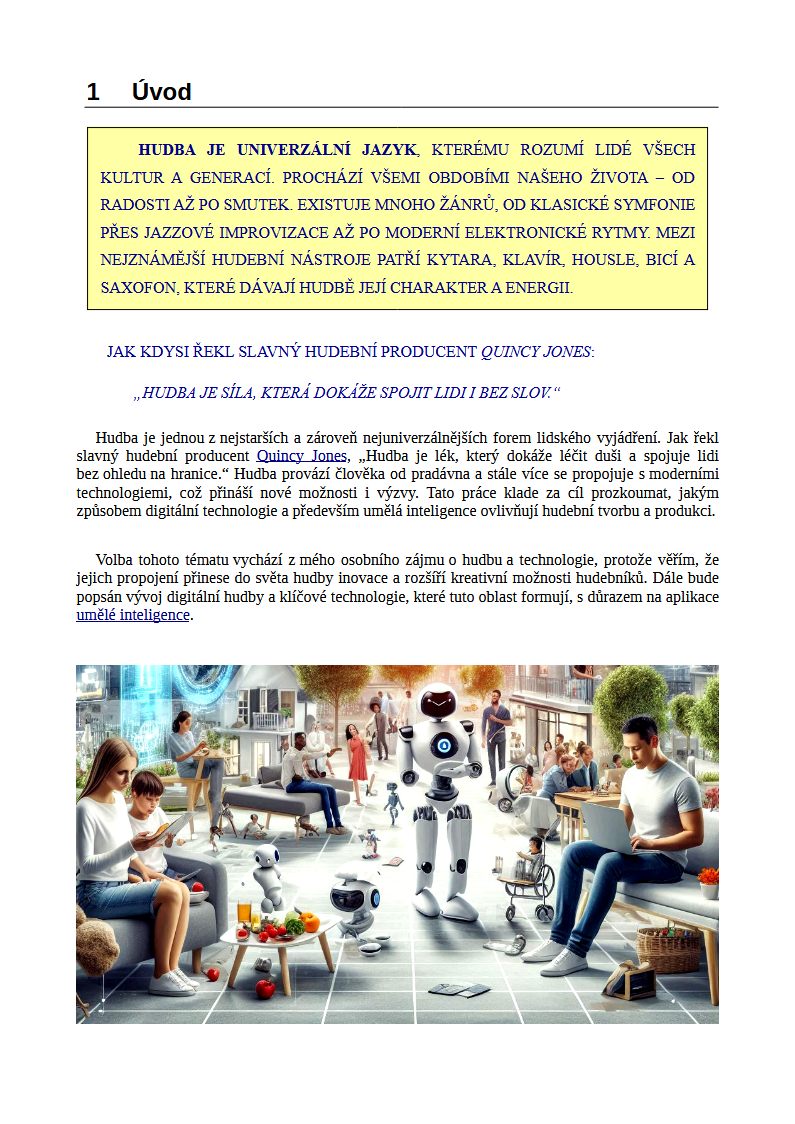 1 Úvod
HUDBA JE UNIVERZÁLNÍ JAZYK, KTERÉMU ROZUMÍ LIDÉ VŠECH
KULTUR A GENERACÍ. PROCHÁZÍ VŠEMI OBDOBÍMI NAŠEHO ŽIVOTA – OD
RADOSTI AŽ PO SMUTEK. EXISTUJE MNOHO ŽÁNRŮ, OD KLASICKÉ SYMFONIE
PŘES JAZZOVÉ IMPROVIZACE AŽ PO MODERNÍ ELEKTRONICKÉ RYTMY. MEZI
NEJZNÁMĚJŠÍ HUDEBNÍ NÁSTROJE PATŘÍ KYTARA, KLAVÍR, HOUSLE, BICÍ A
SAXOFON, KTERÉ DÁVAJÍ HUDBĚ JEJÍ CHARAKTER A ENERGII.
JAK KDYSI ŘEKL SLAVNÝ HUDEBNÍ PRODUCENT QUINCY JONES:
„HUDBA JE SÍLA, KTERÁ DOKÁŽE SPOJIT LIDI I BEZ SLOV.“
Hudba je jednou z nejstarších a zároveň nejuniverzálnějších forem lidského vyjádření. Jak řekl
slavný hudební producent Quincy Jones, „Hudba je lék, který dokáže léčit duši a spojuje lidi
bez ohledu na hranice.“ Hudba provází člověka od pradávna a stále více se propojuje s moderními
technologiemi, což přináší nové možnosti i výzvy. Tato práce klade za cíl prozkoumat, jakým
způsobem digitální technologie a především umělá inteligence ovlivňují hudební tvorbu a produkci.
Volba tohoto tématu vychází z mého osobního zájmu o hudbu a technologie, protože věřím, že
jejich propojení přinese do světa hudby inovace a rozšíří kreativní možnosti hudebníků. Dále bude
popsán vývoj digitální hudby a klíčové technologie, které tuto oblast formují, s důrazem na aplikace
umělé inteligence.